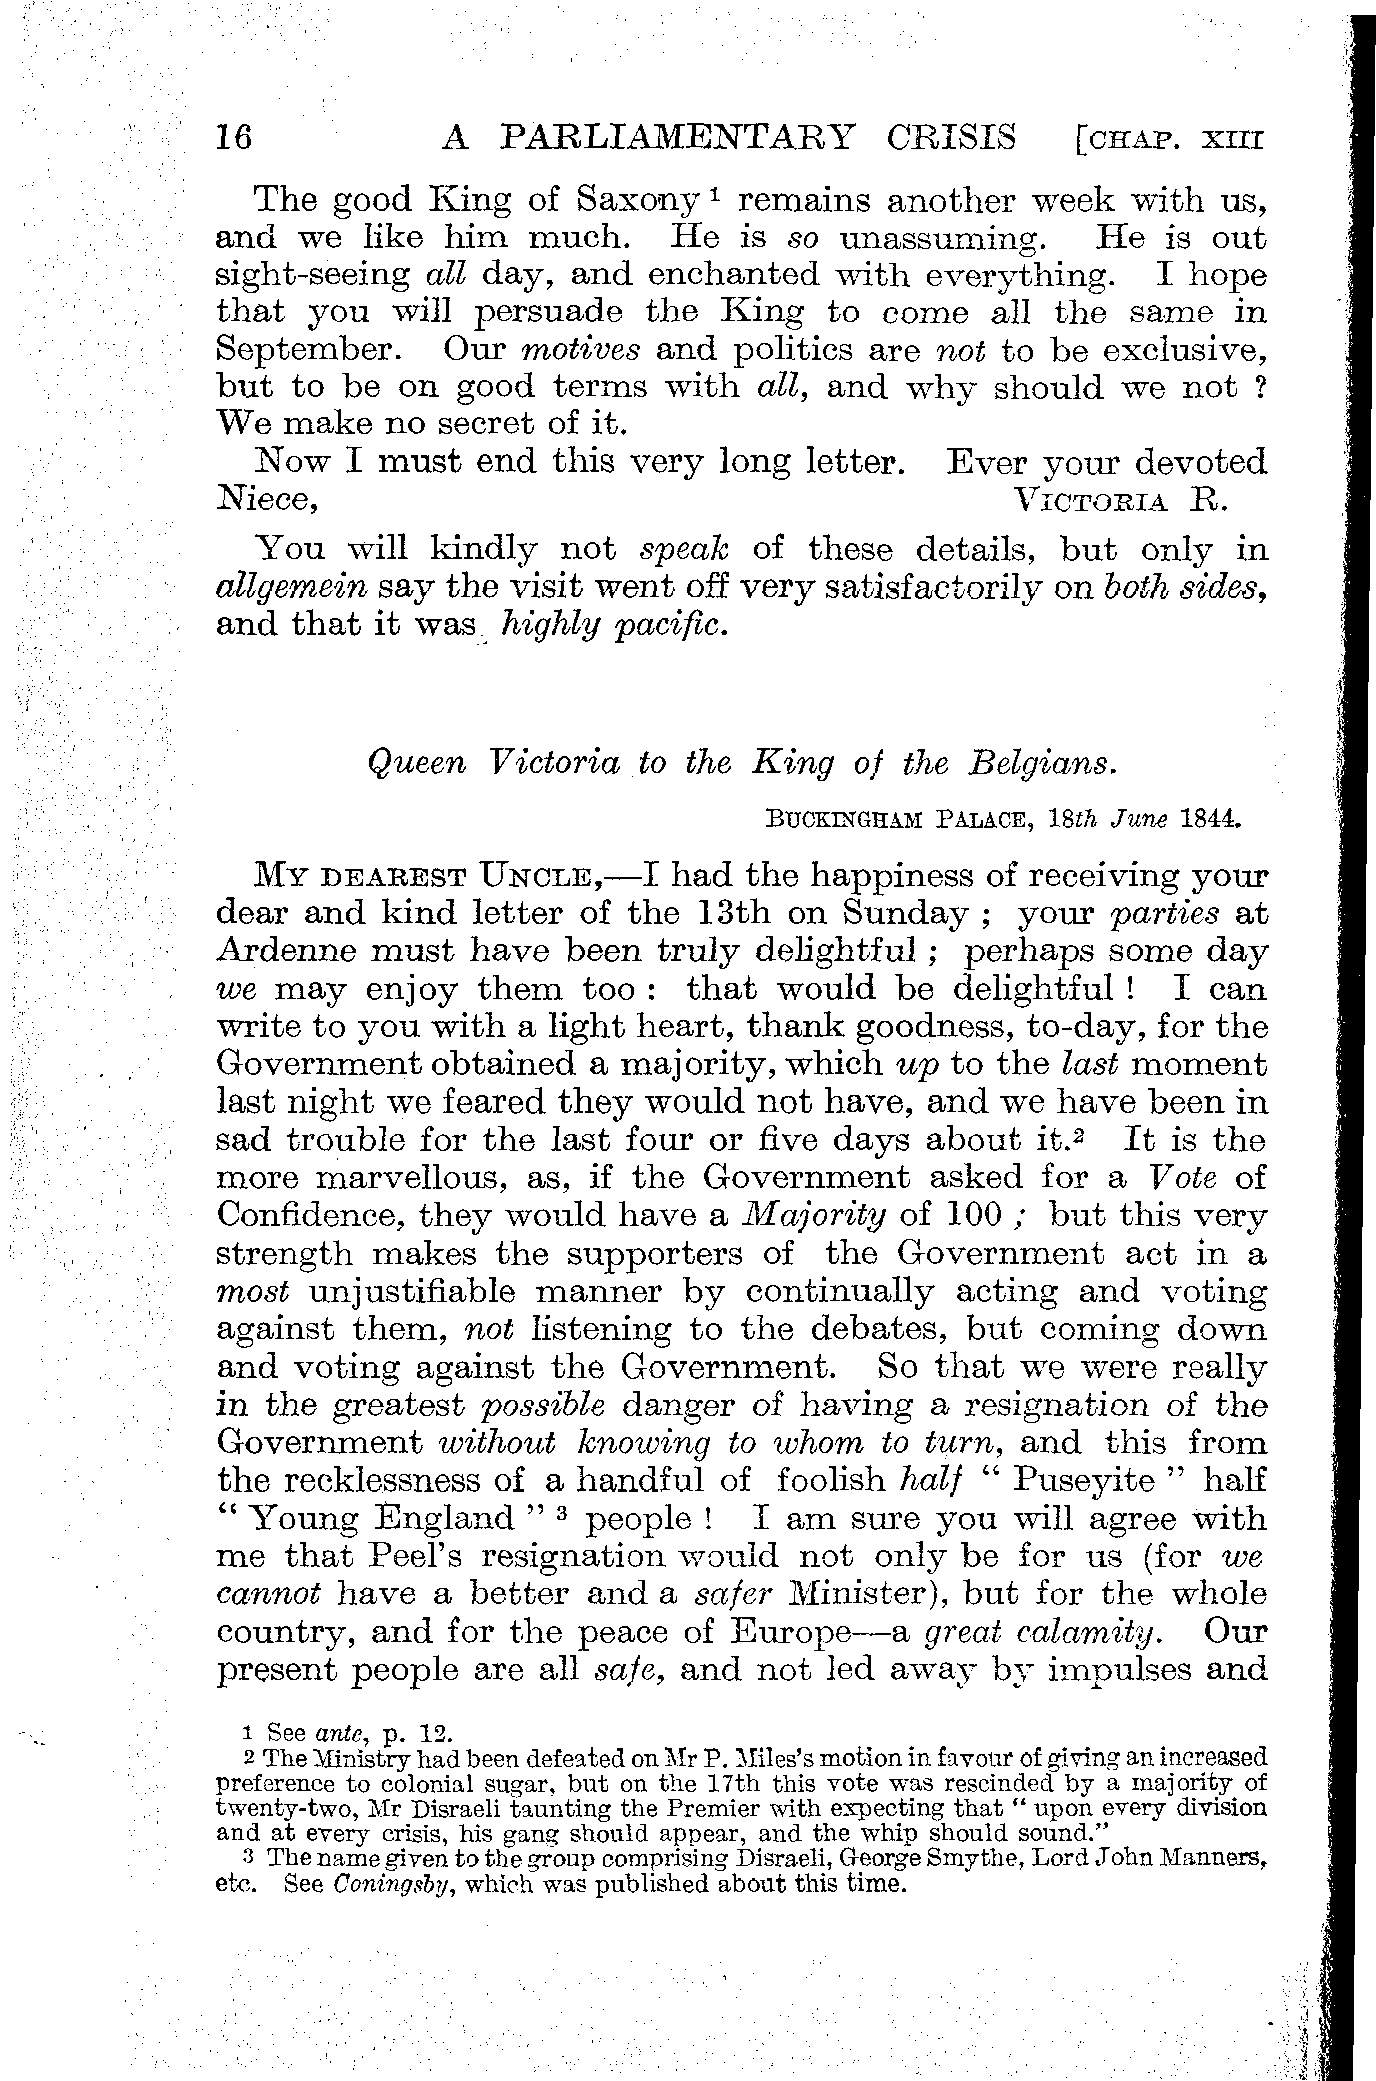 16 A PARLIAMENTARY CRISIS [CHAP. XIII
The good King of Saxony 1 remains another week with us,
and we like him much. He is so unassuming. He is out
sight-seeing all day, and enchanted with everything. I hope
that you will persuade the King to come all the same in
September. Our motives and politics are not to be exclusive,
but to be on good terms with all, and why should we not ?
We make no secret of it.
Now I must end this very long letter. Ever your devoted
Niece, VICTORIA R.
You will kindly not speak of these details, but only in
allgemein say the visit went off very satisfactorily on both sides,
and that it was highly pacific.
Queen Victoria to the King of the Belgians.
BUCKINGHAM PALACE, 18th June 1844.
MY DEAREST UNCLE,—I had the happiness of receiving your
dear and kind letter of the 13th on Sunday ; your parties at
Ardenne must have been truly delightful ; perhaps some day
we may enjoy them too : that would be delightful ! I can
write to you with a light heart, thank goodness, to-day, for the
Government obtained a majority, which up to the last moment
last night we feared they would not have, and we have been in
sad trouble for the last four or five days about it.2 It is the
more marvellous, as, if the Government asked for a Vote of
Confidence, they would have a Majority of 100 ; but this very
strength makes the supporters of the Government act in a
most unjustifiable manner by continually acting and voting
against them, not listening to the debates, but coming down
and voting against the Government. So that we were really
in the greatest possible danger of having a resignation of the
Government without knowing to whom to turn, and this from
the recklessness of a handful of foolish half “ Puseyite ” half
“ Young England ” 3 people ! I am sure you will agree with
me that Peel’s resignation would not only be for us (for we
cannot have a better and a safer Minister), but for the whole
country, and for the peace of Europe—a great calamity. Our
present people are all safe, and not led away by impulses and
1 See ante, p. 12.
2 The Ministry had been defeated on Mr P. Miles’s motion in favour of giving an increased
preference to colonial sugar, but on the 17th this vote was rescinded by a majority of
twenty-two, Mr Disraeli taunting the Premier with expecting that “ upon every division
and at every crisis, his gang should appear, and the whip should sound.”
3 The name given to the group comprising Disraeli, George Smythe, Lord John Manners,
etc. See Coningsby, which was published about this time.